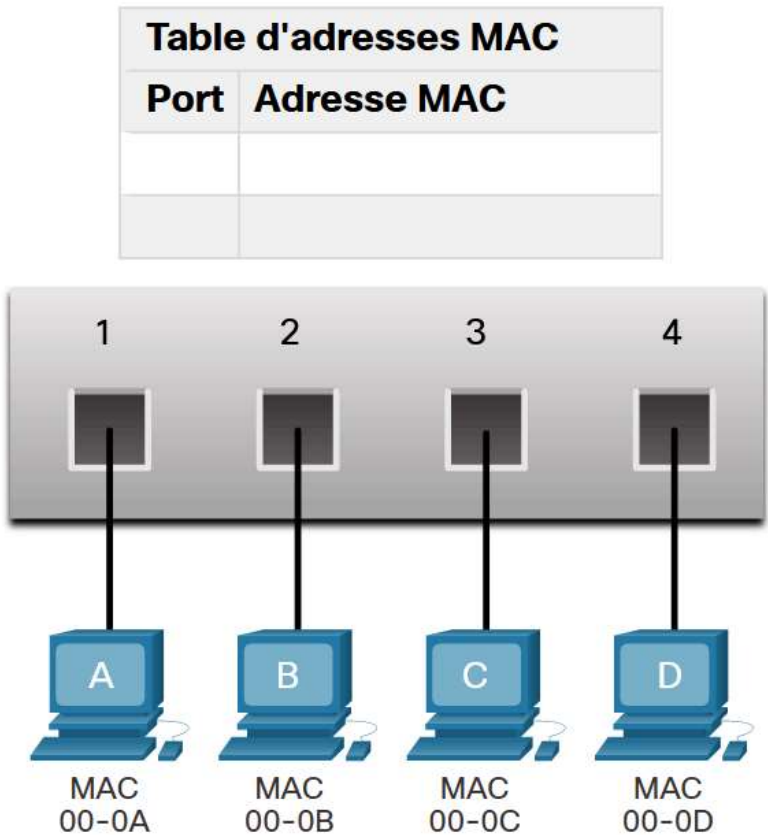 Table d'adresses MAC
Port Adresse MAC
1 2 3 4
A B C D
MAC MAC MAC MAC
00-0A 00-0B 00-0C 00-0D